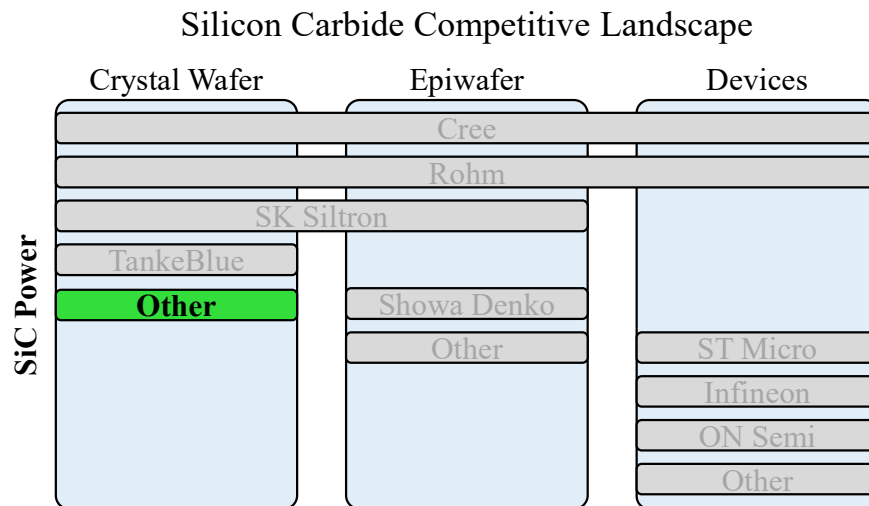 Silicon Carbide Competitive Landscape
Crystal Wafer
Epiwafer
Devices
SiC Power
Cree
Rohm
SK Siltron
TankeBlue
Other
Showa Denko
Other
ST Micro
Infineon
ON Semi
Other